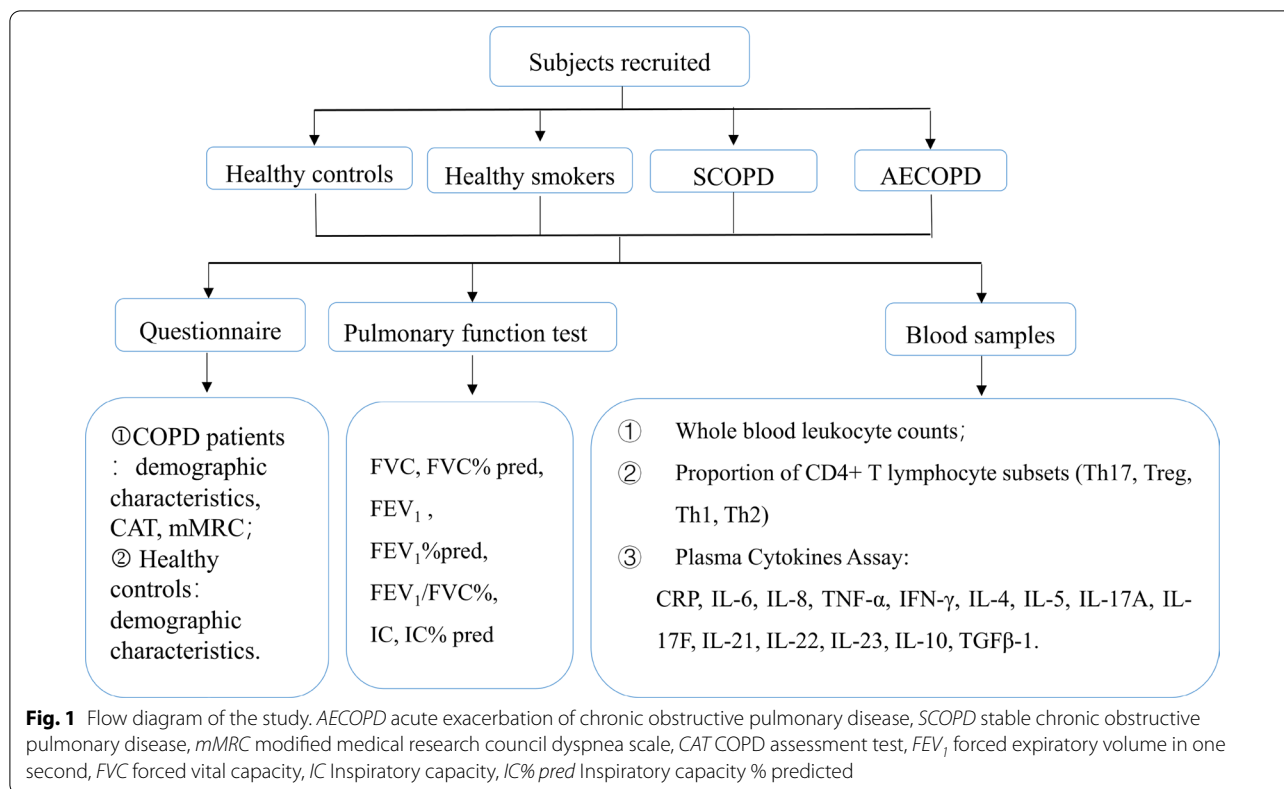 Subjects recruited
Healthy controls
Healthy smokers
SCOPD
AECOPD
Questionnaire
Pulmonary function test
Blood samples
①COPD patients
： demographic
characteristics,
CAT, mMRC；
② Healthy
controls：
demographic
characteristics.
FVC, FVC% pred,
FEV₁ ,
FEV₁%pred,
FEV₁/FVC%,
IC, IC% pred
① Whole blood leukocyte counts；
② Proportion of CD4+ T lymphocyte subsets (Th17, Treg,
Th1, Th2)
③ Plasma Cytokines Assay:
CRP, IL-6, IL-8, TNF-α, IFN-γ, IL-4, IL-5, IL-17A, IL-
17F, IL-21, IL-22, IL-23, IL-10, TGFβ-1.
Fig. 1 Flow diagram of the study. AECOPD acute exacerbation of chronic obstructive pulmonary disease, SCOPD stable chronic obstructive
pulmonary disease, mMRC modified medical research council dyspnea scale, CAT COPD assessment test, FEV₁ forced expiratory volume in one
second, FVC forced vital capacity, IC Inspiratory capacity, IC% pred Inspiratory capacity % predicted